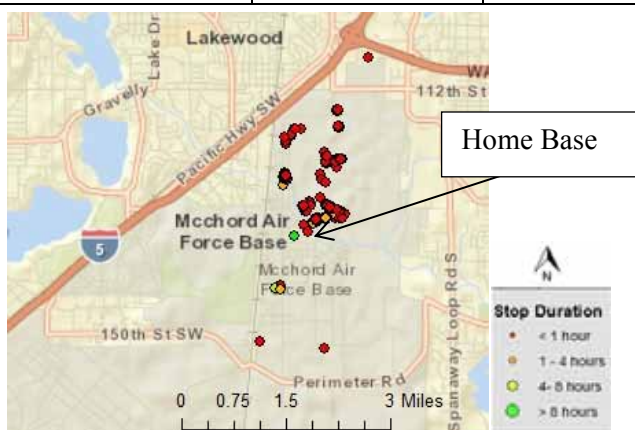 Lakewood
Gravelly
Lake Dr
Pacific Hwy SW
WA
112th St
Home Base
Mcchord Air
Force Base
5
Mcchord Air
Force Base
150th St SW
Perimeter Rd
Spanaway Loop Rd S
0 0.75 1.5 3 Miles
N
Stop Duration
< 1 hour
1 - 4 hours
4- 8 hours
> 8 hours